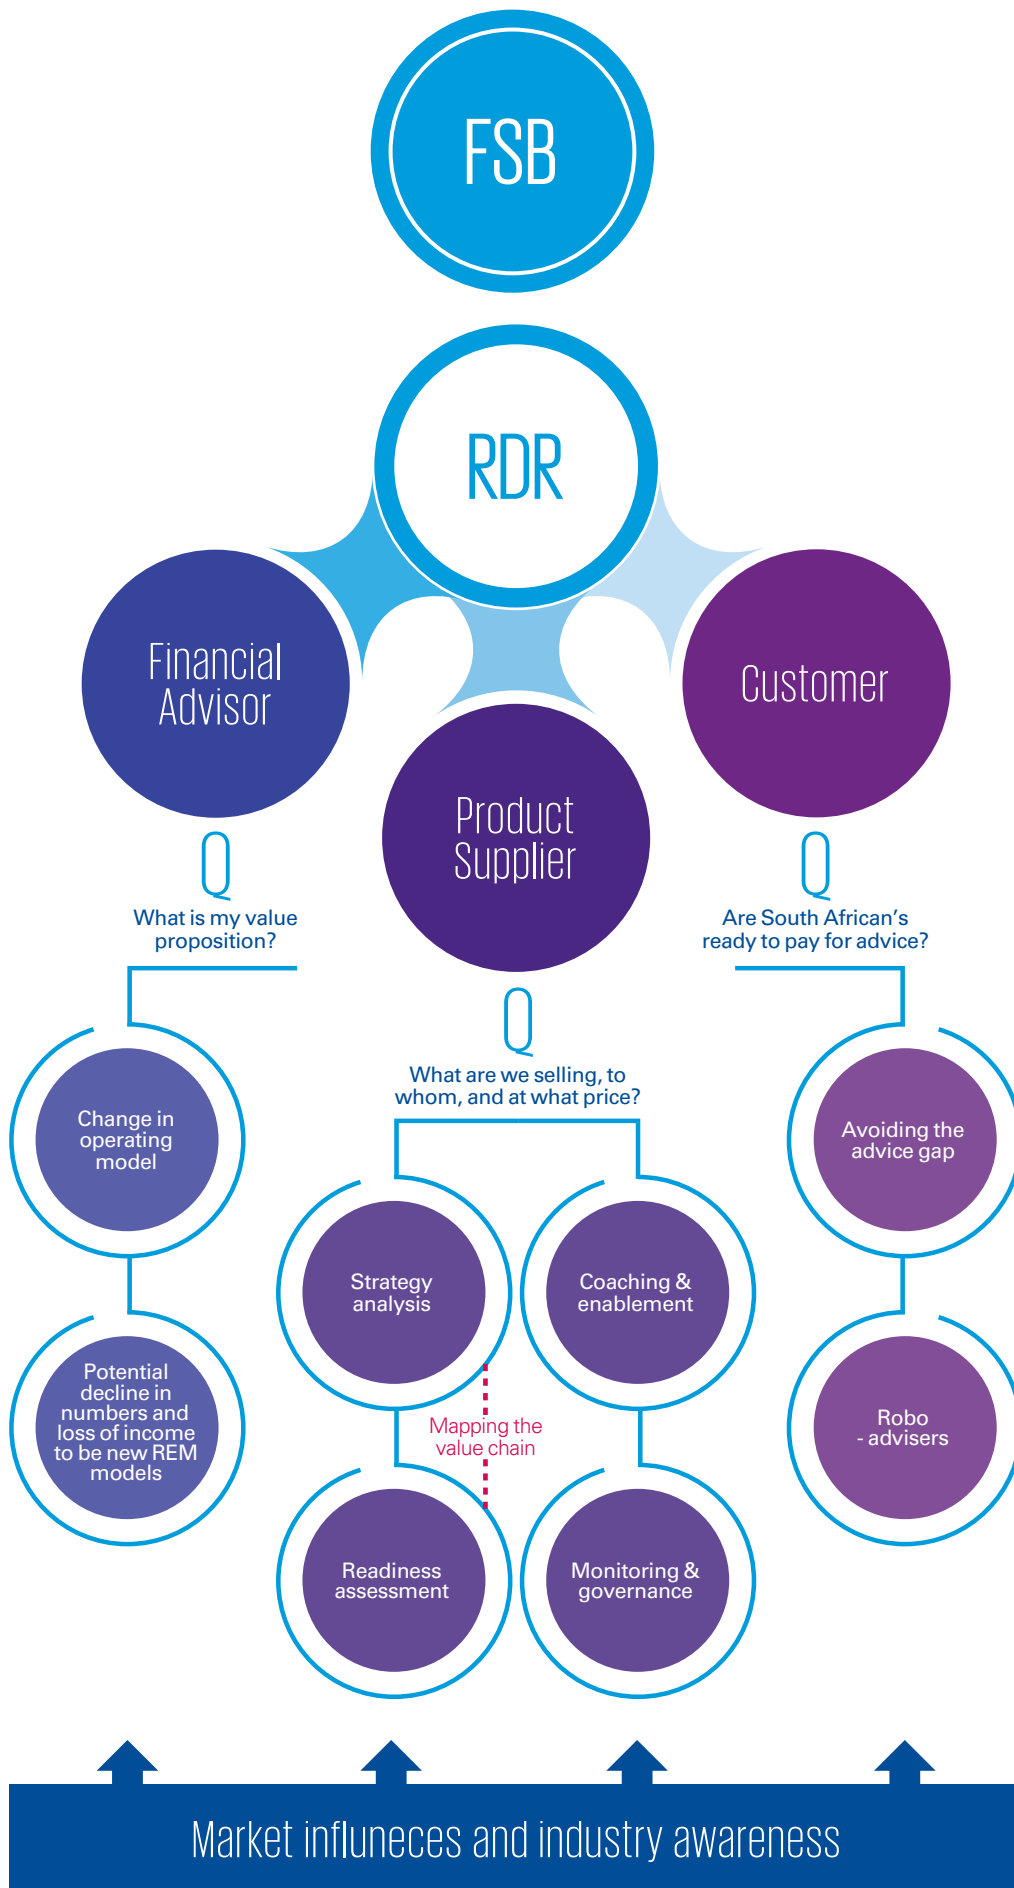 FSB
RDR
Financial
Advisor
Product
Supplier
Customer
Q
What is my value
proposition?
Change in
operating
model
Potential
decline in
numbers and
loss of income
to be new REM
models
Q
What are we selling, to
whom, and at what price?
Strategy
analysis
Coaching &
enablement
Mapping the
value chain
Readiness
assessment
Monitoring &
governance
Q
Are South African's
ready to pay for advice?
Avoiding the
advice gap
Robo
- advisers
Market influneces and industry awareness